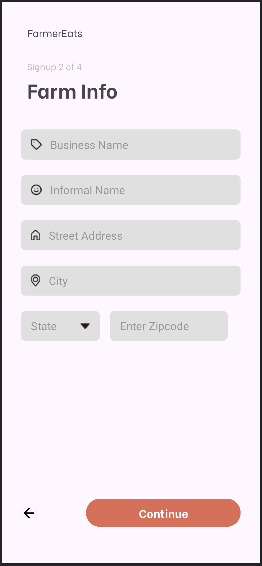 FarmerEats
Signup 2 of 4
Farm Info
Business Name
Informal Name
Street Address
City
State Enter Zipcode
Continue